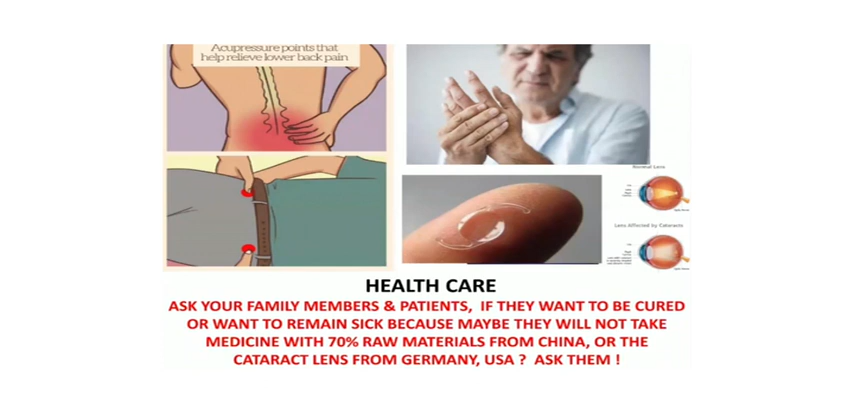 Acupressure points that
help relieve lower back pain
Normal Lens
Lens Affected by Cataracts
HEALTH CARE
ASK YOUR FAMILY MEMBERS & PATIENTS, IF THEY WANT TO BE CURED
OR WANT TO REMAIN SICK BECAUSE MAYBE THEY WILL NOT TAKE
MEDICINE WITH 70% RAW MATERIALS FROM CHINA, OR THE
CATARACT LENS FROM GERMANY, USA ? ASK THEM !